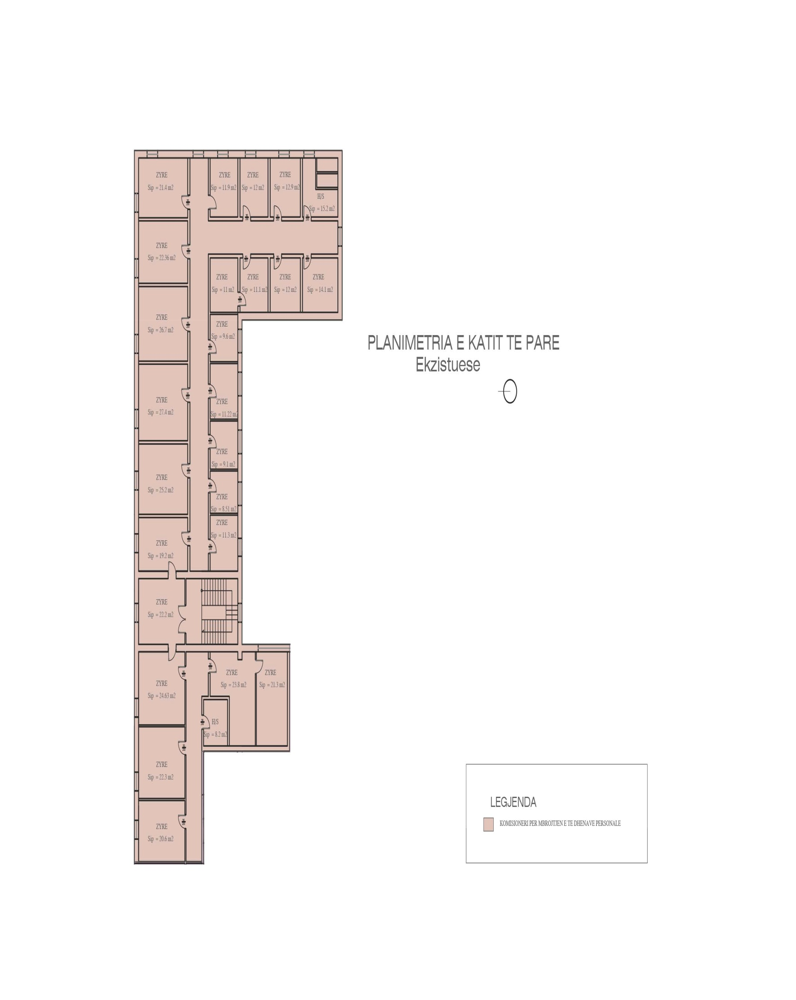 ZYRE
Sip = 21.4 m2
ZYRE
Sip = 11.9 m2
ZYRE
Sip = 12 m2
ZYRE
Sip = 12.9 m2
H/S
Sip = 15.2 m2
ZYRE
Sip = 22.36 m2
ZYRE
Sip = 11 m2
ZYRE
Sip = 11.1 m2
ZYRE
Sip = 12 m2
ZYRE
Sip = 14.1 m2
ZYRE
Sip = 26.7 m2
ZYRE
Sip = 9.6 m2
PLANIMETRIA E KATIT TE PARE
Ekzistuese
ZYRE
Sip = 27.4 m2
ZYRE
Sip = 11.22 m2
ZYRE
Sip = 9.1 m2
ZYRE
Sip = 25.2 m2
ZYRE
Sip = 8.51 m2
ZYRE
Sip = 11.3 m2
ZYRE
Sip = 19.2 m2
ZYRE
Sip = 22.2 m2
ZYRE
Sip = 23.8 m2
ZYRE
Sip = 21.3 m2
ZYRE
Sip = 24.63 m2
H/S
Sip = 8.2 m2
ZYRE
Sip = 22.3 m2
ZYRE
Sip = 20.6 m2
LEGJENDA
KOMISIONERI PER MBROJTJEN E TE DHENAVE PERSONALE